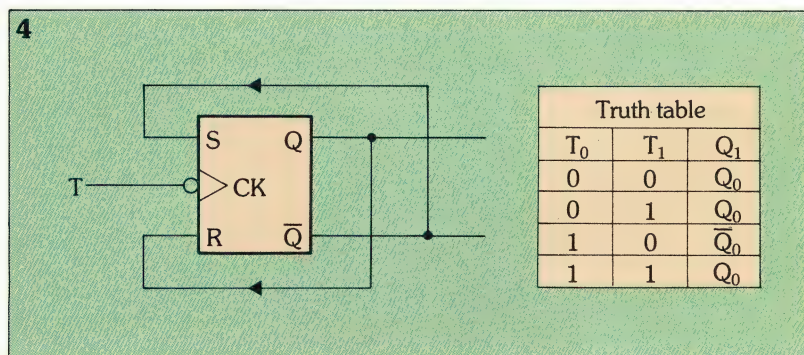 4
S Q
T CK
R Q̅
Truth table
T₀ T₁ Q₁
0 0 Q₀
0 1 Q₀
1 0 Q̅₀
1 1 Q₀